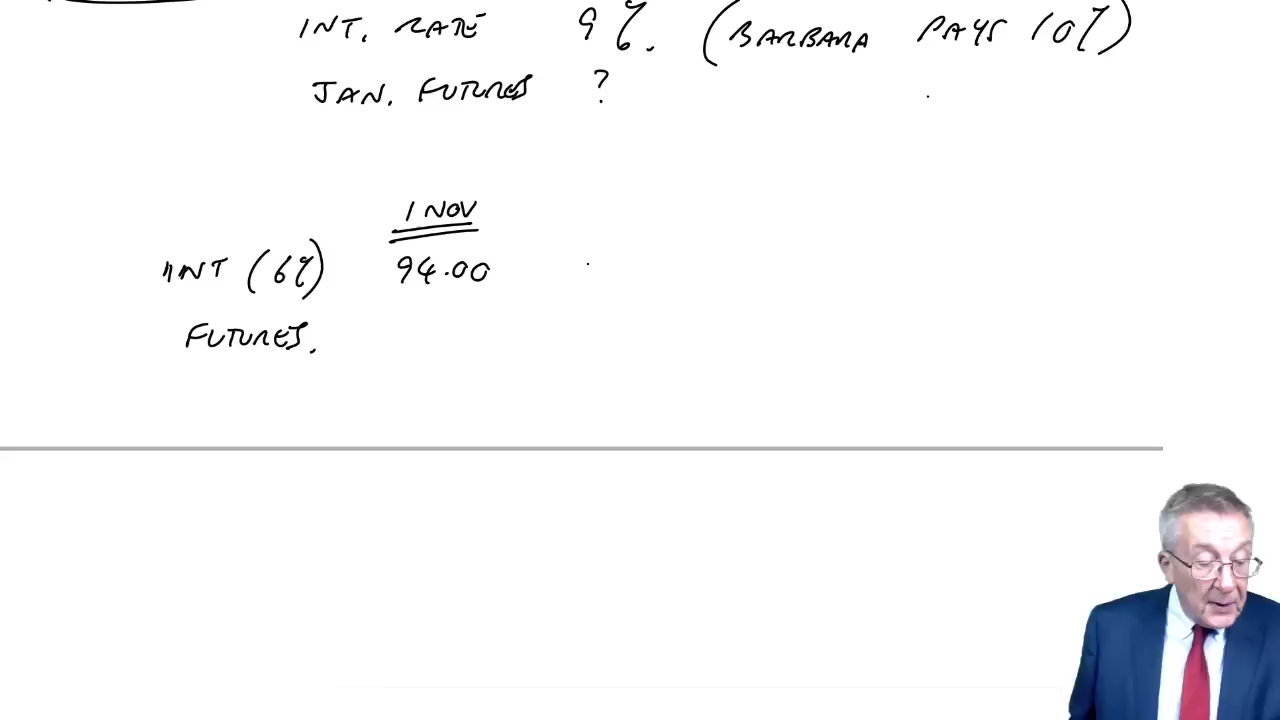 INT. RATE 9%. (BARBARA PAYS 10%)
JAN. FUTURES ?
1 NOV
INT (6%) 94.00
FUTURES.